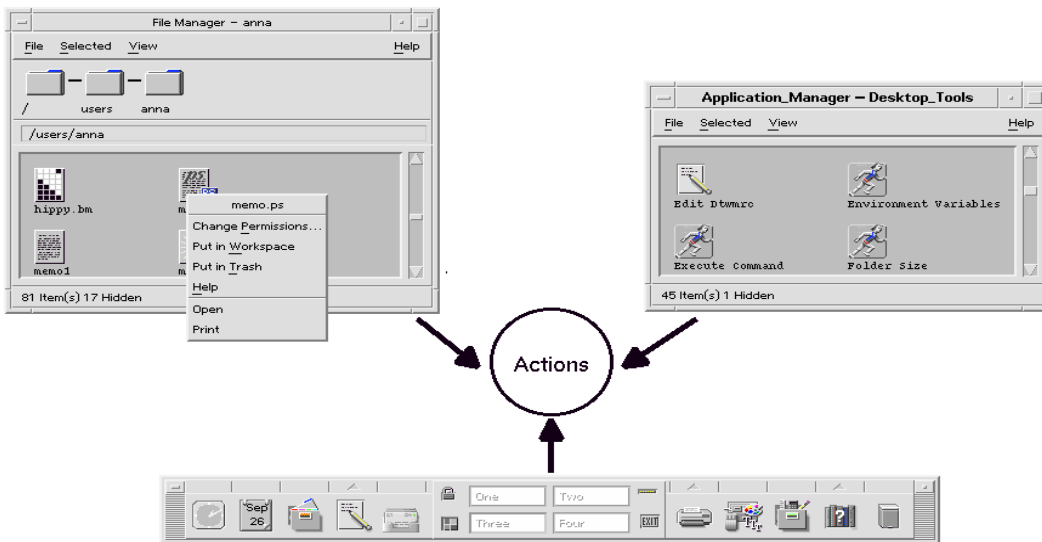 File Manager - anna
File Selected View Help
/ users anna
/users/anna
hippy.bm
memo1
memo.ps
Change Permissions...
Put in Workspace
Put in Trash
Help
Open
Print
81 Item(s) 17 Hidden
Application_Manager - Desktop_Tools
File Selected View Help
Edit Dtwmrc Environment Variables
Execute Command Folder Size
45 Item(s) 1 Hidden
Actions
Sep
26
One Two
Three Four
EXIT